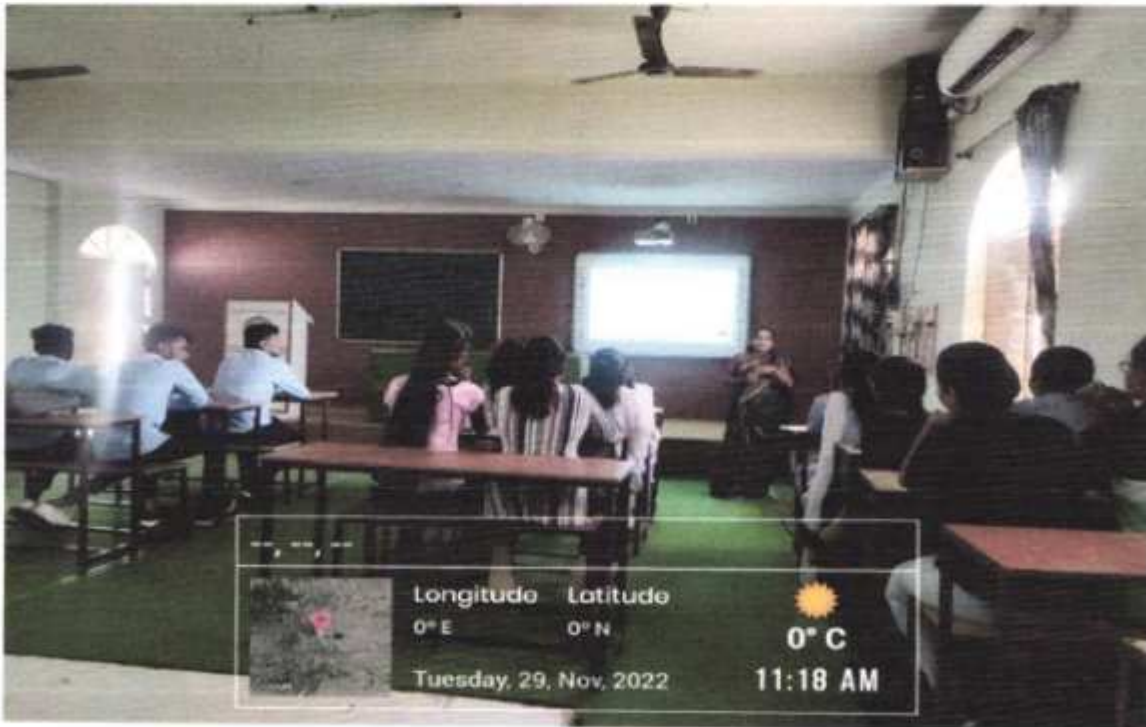 --, --, --
Longitude Latitude
0° E 0° N
0° C
Tuesday, 29, Nov, 2022
11:18 AM